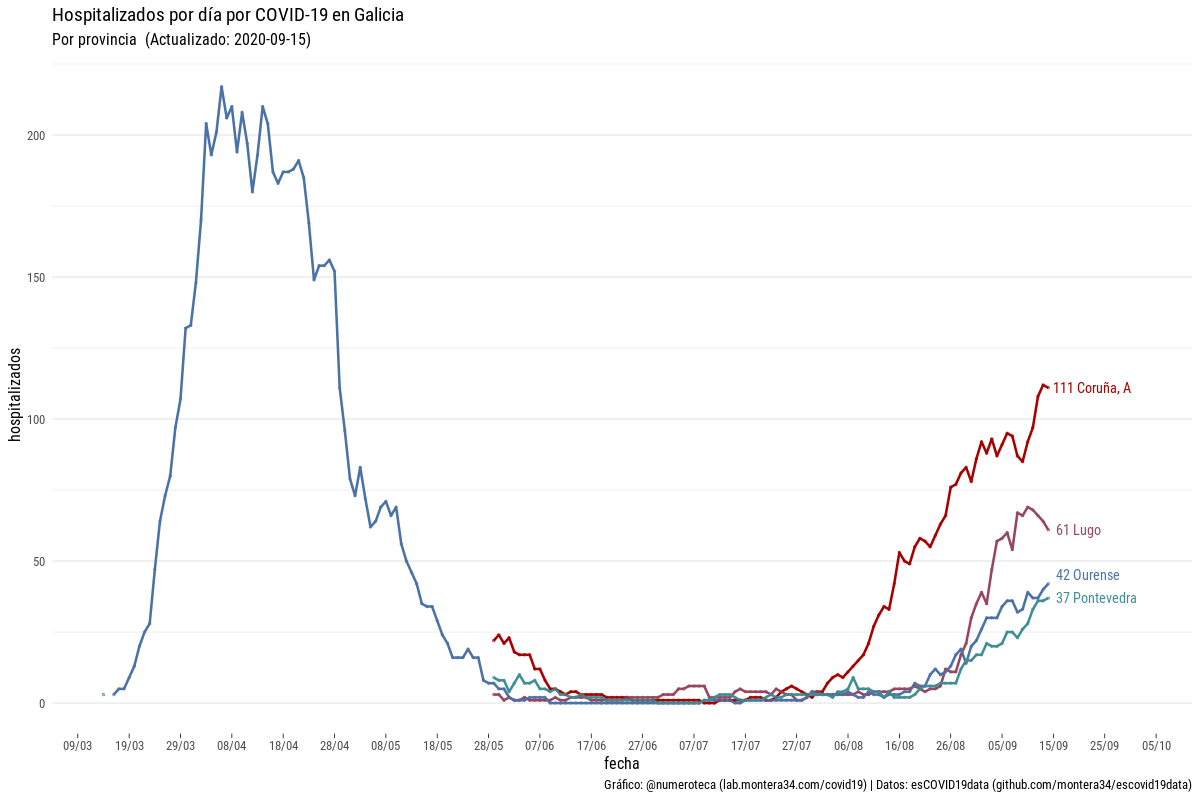 Hospitalizados por día por COVID-19 en Galicia
Por provincia  (Actualizado: 2020-09-15)
hospitalizados
200
150
100
50
0
111 Coruña, A
61 Lugo
42 Ourense
37 Pontevedra
09/03 19/03 29/03 08/04 18/04 28/04 08/05 18/05 28/05 07/06 17/06 27/06 07/07 17/07 27/07 06/08 16/08 26/08 05/09 15/09 25/09 05/10
fecha
Gráfico: @numeroteca (lab.montera34.com/covid19) | Datos: esCOVID19data (github.com/montera34/escovid19data)